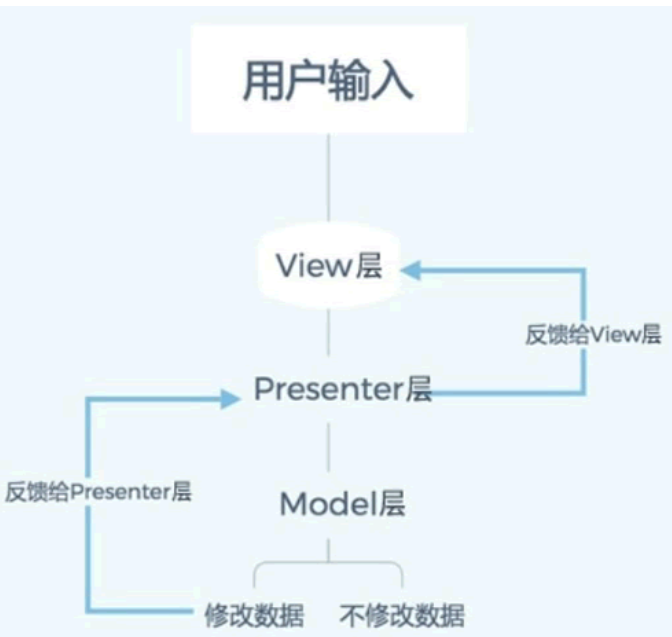 用户输入
View层
反馈给View层
Presenter层
反馈给Presenter层
Model层
修改数据
不修改数据